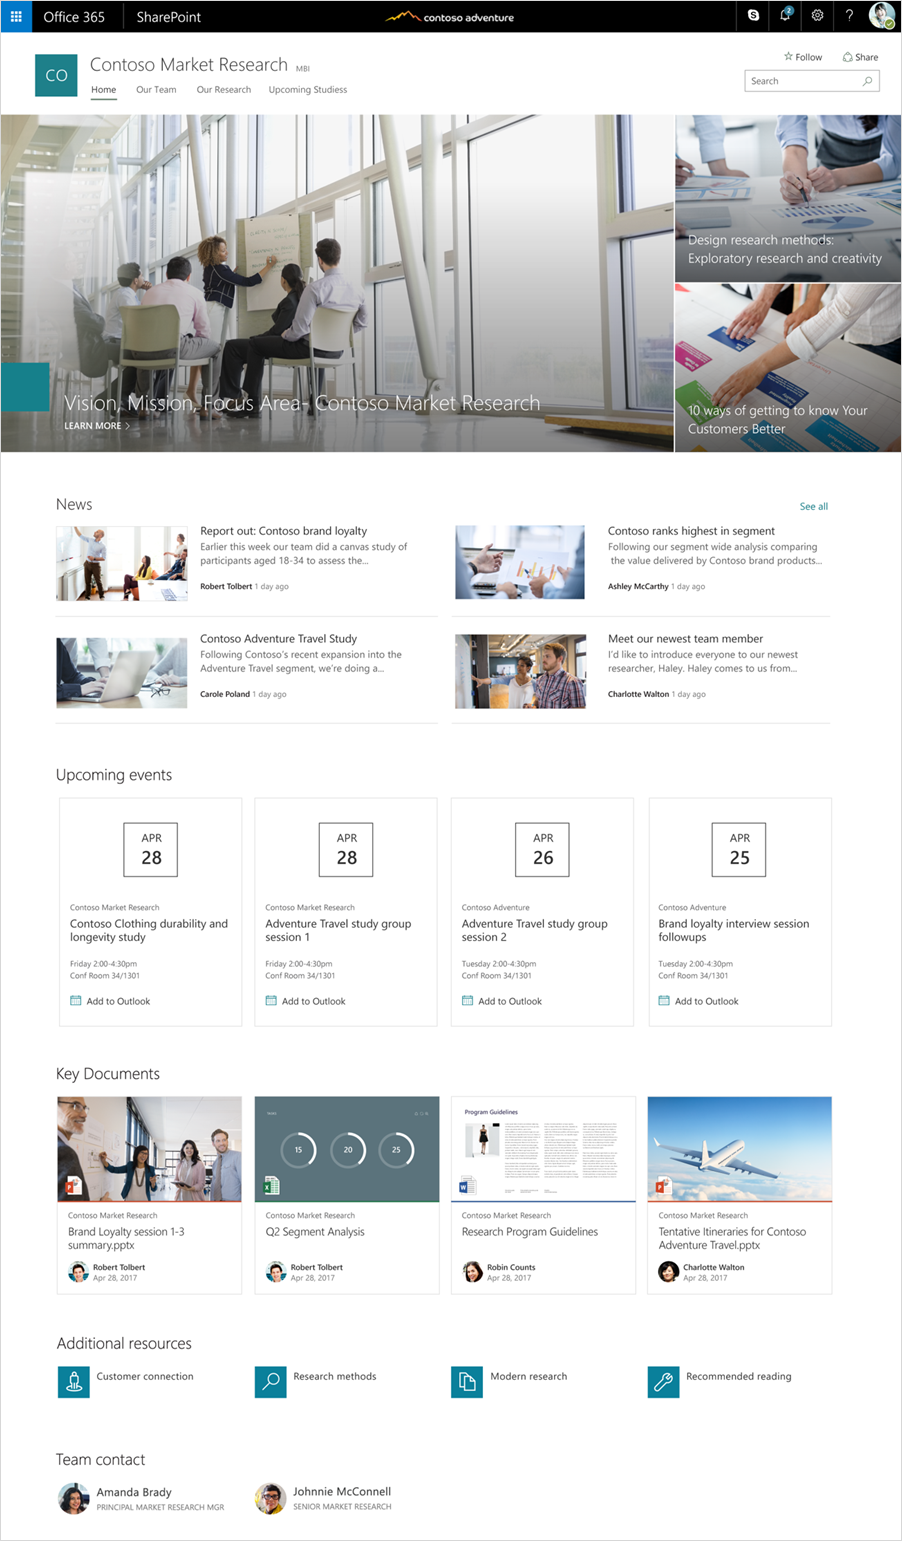 Office 365
SharePoint
contoso adventure
2
?
CO
Contoso Market Research MBI
Follow
Share
Home
Our Team
Our Research
Upcoming Studiess
Search
Design research methods:
Exploratory research and creativity
Vision, Mission, Focus Area- Contoso Market Research
LEARN MORE
10 ways of getting to know Your
Customers Better
News
See all
Report out: Contoso brand loyalty
Earlier this week our team did a canvas study of
participants aged 18-34 to assess the...
Robert Tolbert 1 day ago
Contoso ranks highest in segment
Following our segment wide analysis comparing
the value delivered by Contoso brand products...
Ashley McCarthy 1 day ago
Contoso Adventure Travel Study
Following Contoso's recent expansion into the
Adventure Travel segment, we're doing a...
Carole Poland 1 day ago
Meet our newest team member
I'd like to introduce everyone to our newest
researcher, Haley. Haley comes to us from...
Charlotte Walton 1 day ago
Upcoming events
APR
28
Contoso Market Research
Contoso Clothing durability and
longevity study
Friday 2:00-4:30pm
Conf Room 34/1301
Add to Outlook
APR
28
Contoso Market Research
Adventure Travel study group
session 1
Friday 2:00-4:30pm
Conf Room 34/1301
Add to Outlook
APR
26
Contoso Adventure
Adventure Travel study group
session 2
Tuesday 2:00-4:30pm
Conf Room 34/1301
Add to Outlook
APR
25
Contoso Adventure
Brand loyalty interview session
followups
Tuesday 2:00-4:30pm
Conf Room 34/1301
Add to Outlook
Key Documents
Contoso Market Research
Brand Loyalty session 1-3
summary.pptx
Robert Tolbert
Apr 28, 2017
15
20
25
Contoso Market Research
Q2 Segment Analysis
Robert Tolbert
Apr 28, 2017
Program Guidelines
Contoso Market Research
Research Program Guidelines
Robin Counts
Apr 28, 2017
Contoso Market Research
Tentative Itineraries for Contoso
Adventure Travel.pptx
Charlotte Walton
Apr 28, 2017
Additional resources
Customer connection
Research methods
Modern research
Recommended reading
Team contact
Amanda Brady
PRINCIPAL MARKET RESEARCH MGR
Johnnie McConnell
SENIOR MARKET RESEARCH